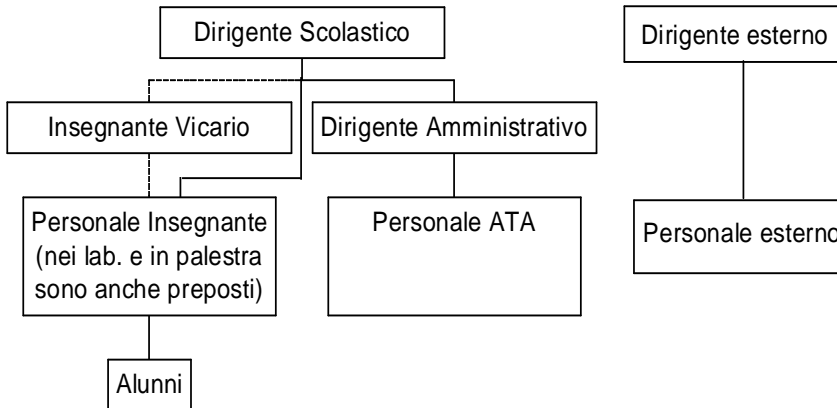 Dirigente Scolastico
Dirigente esterno
Insegnante Vicario
Dirigente Amministrativo
Personale Insegnante
(nei lab. e in palestra
sono anche preposti)
Personale ATA
Personale esterno
Alunni